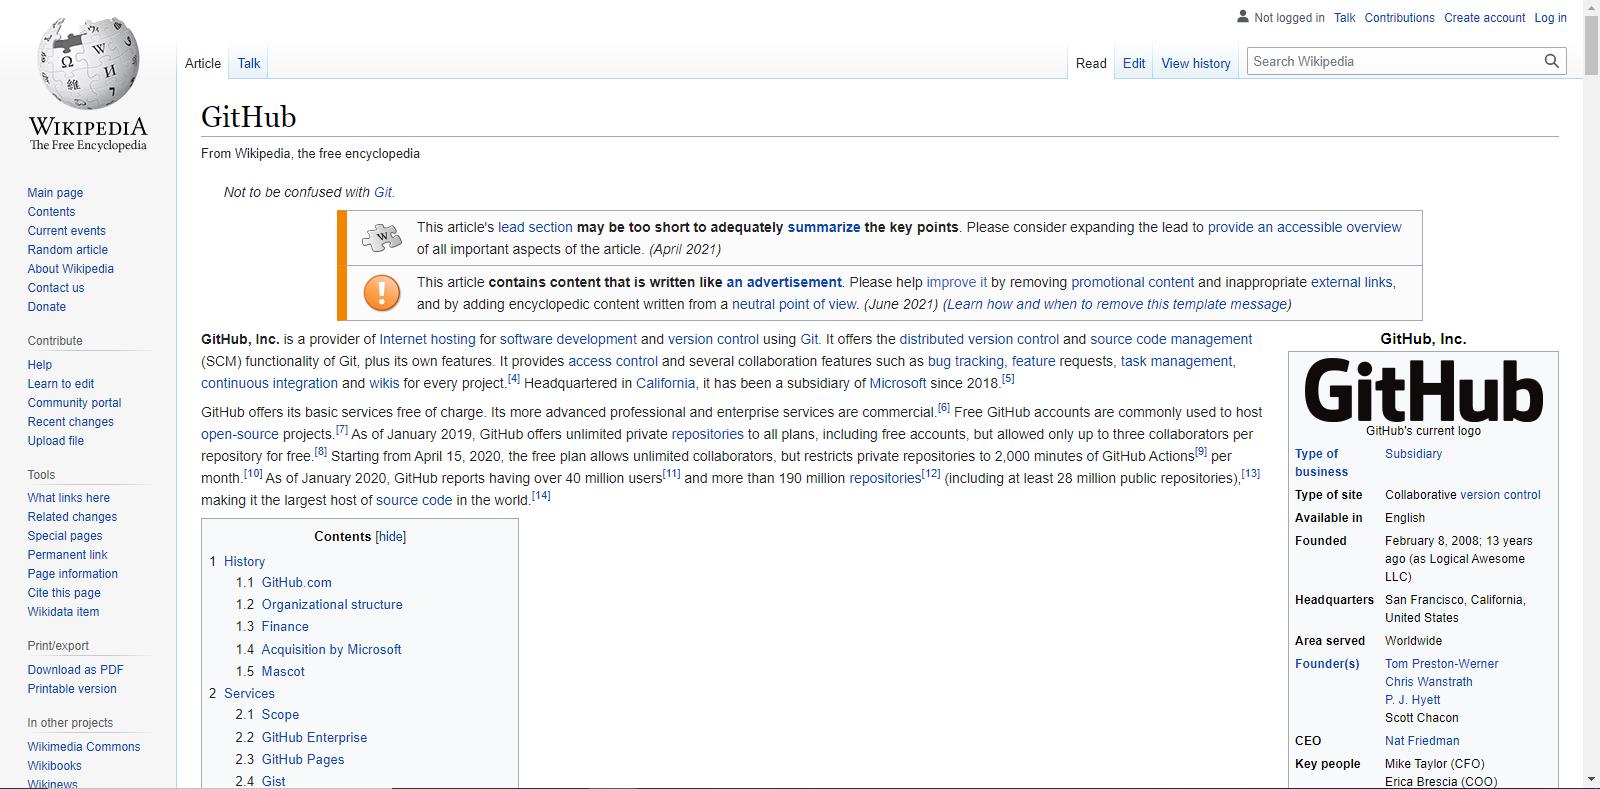 Not logged in Talk Contributions Create account Log in
Article Talk Read Edit View history Search Wikipedia
WIKIPEDIA
The Free Encyclopedia
Main page
Contents
Current events
Random article
About Wikipedia
Contact us
Donate
Contribute
Help
Learn to edit
Community portal
Recent changes
Upload file
Tools
What links here
Related changes
Special pages
Permanent link
Page information
Cite this page
Wikidata item
Print/export
Download as PDF
Printable version
In other projects
Wikimedia Commons
Wikibooks
Wikinews
GitHub
From Wikipedia, the free encyclopedia
Not to be confused with Git.
This article's lead section may be too short to adequately summarize the key points. Please consider expanding the lead to provide an accessible overview
of all important aspects of the article. (April 2021)
This article contains content that is written like an advertisement. Please help improve it by removing promotional content and inappropriate external links,
and by adding encyclopedic content written from a neutral point of view. (June 2021) (Learn how and when to remove this template message)
GitHub, Inc. is a provider of Internet hosting for software development and version control using Git. It offers the distributed version control and source code management
(SCM) functionality of Git, plus its own features. It provides access control and several collaboration features such as bug tracking, feature requests, task management,
continuous integration and wikis for every project.[4] Headquartered in California, it has been a subsidiary of Microsoft since 2018.[5]
GitHub offers its basic services free of charge. Its more advanced professional and enterprise services are commercial.[6] Free GitHub accounts are commonly used to host
open-source projects.[7] As of January 2019, GitHub offers unlimited private repositories to all plans, including free accounts, but allowed only up to three collaborators per
repository for free.[8] Starting from April 15, 2020, the free plan allows unlimited collaborators, but restricts private repositories to 2,000 minutes of GitHub Actions[9] per
month.[10] As of January 2020, GitHub reports having over 40 million users[11] and more than 190 million repositories[12] (including at least 28 million public repositories),[13]
making it the largest host of source code in the world.[14]
Contents [hide]
1 History
1.1 GitHub.com
1.2 Organizational structure
1.3 Finance
1.4 Acquisition by Microsoft
1.5 Mascot
2 Services
2.1 Scope
2.2 GitHub Enterprise
2.3 GitHub Pages
2.4 Gist
GitHub, Inc.
GitHub
GitHub's current logo
Type of business Subsidiary
Type of site Collaborative version control
Available in English
Founded February 8, 2008; 13 years
ago (as Logical Awesome
LLC)
Headquarters San Francisco, California,
United States
Area served Worldwide
Founder(s) Tom Preston-Werner
Chris Wanstrath
P. J. Hyett
Scott Chacon
CEO Nat Friedman
Key people Mike Taylor (CFO)
Erica Brescia (COO)